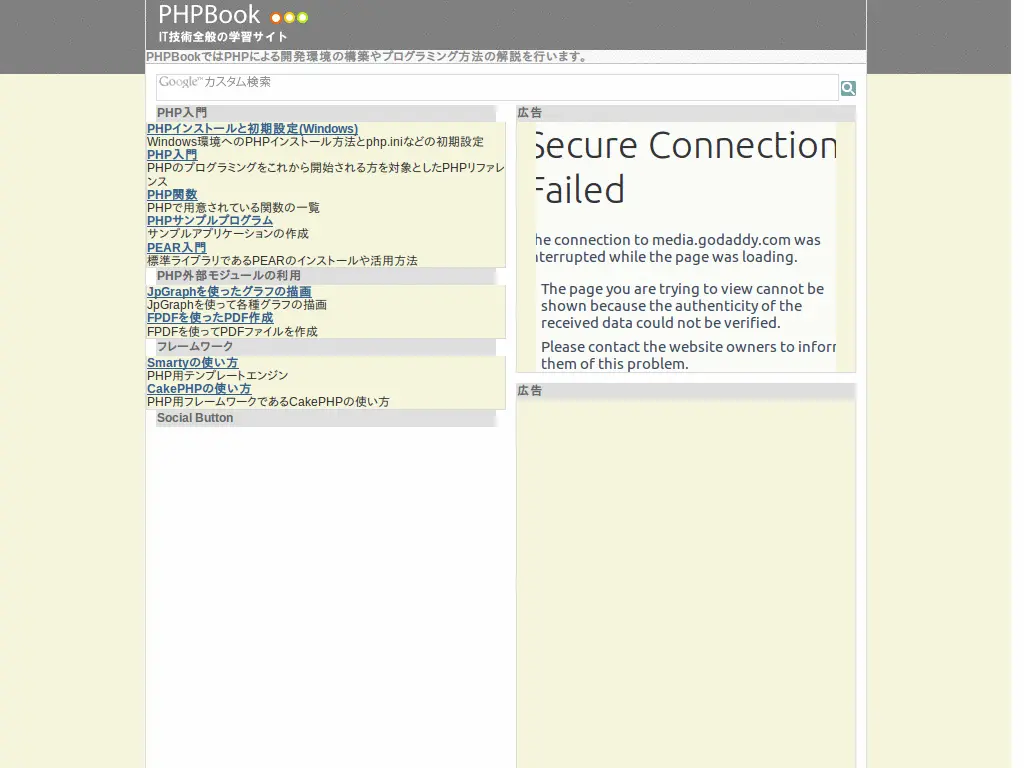 PHPBook
IT技術全般の学習サイト
PHPBookではPHPによる開発環境の構築やプログラミング方法の解説を行います。
Google™カスタム検索
PHP入門
PHPインストールと初期設定(Windows)
Windows環境へのPHPインストール方法とphp.iniなどの初期設定
PHP入門
PHPのプログラミングをこれから開始される方を対象としたPHPリファレ
ンス
PHP関数
PHPで用意されている関数の一覧
PHPサンプルプログラム
サンプルアプリケーションの作成
PEAR入門
標準ライブラリであるPEARのインストールや活用方法
PHP外部モジュールの利用
JpGraphを使ったグラフの描画
JpGraphを使って各種グラフの描画
FPDFを使ったPDF作成
FPDFを使ってPDFファイルを作成
フレームワーク
Smartyの使い方
PHP用テンプレートエンジン
CakePHPの使い方
PHP用フレームワークであるCakePHPの使い方
Social Button
広告
Secure Connection
Failed
he connection to media.godaddy.com was
nterrupted while the page was loading.
The page you are trying to view cannot be
shown because the authenticity of the
received data could not be verified.
Please contact the website owners to infor
them of this problem.
広告